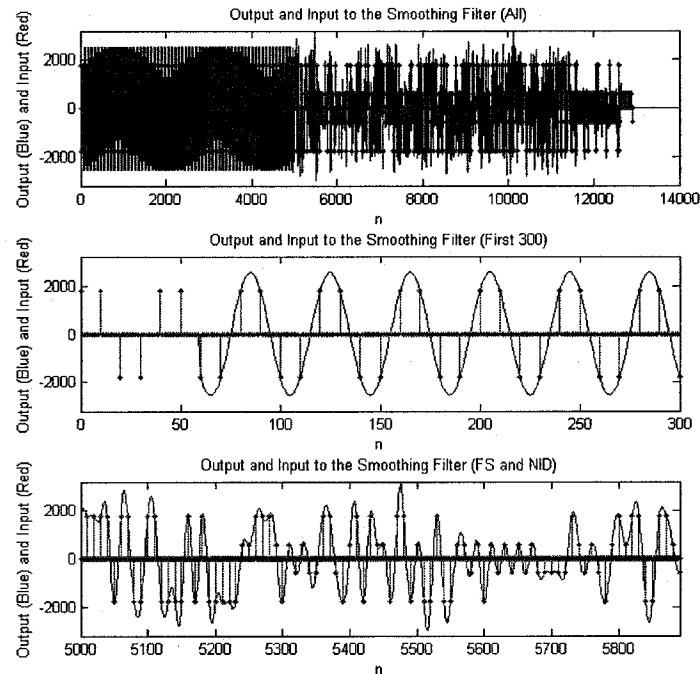 Output and Input to the Smoothing Filter (All)
Output (Blue) and Input (Red)
2000
0
-2000
0 2000 4000 6000 8000 10000 12000 14000
n
Output and Input to the Smoothing Filter (First 300)
Output (Blue) and Input (Red)
2000
0
-2000
0 50 100 150 200 250 300
n
Output and Input to the Smoothing Filter (FS and NID)
Output (Blue) and Input (Red)
2000
0
-2000
5000 5100 5200 5300 5400 5500 5600 5700 5800
n